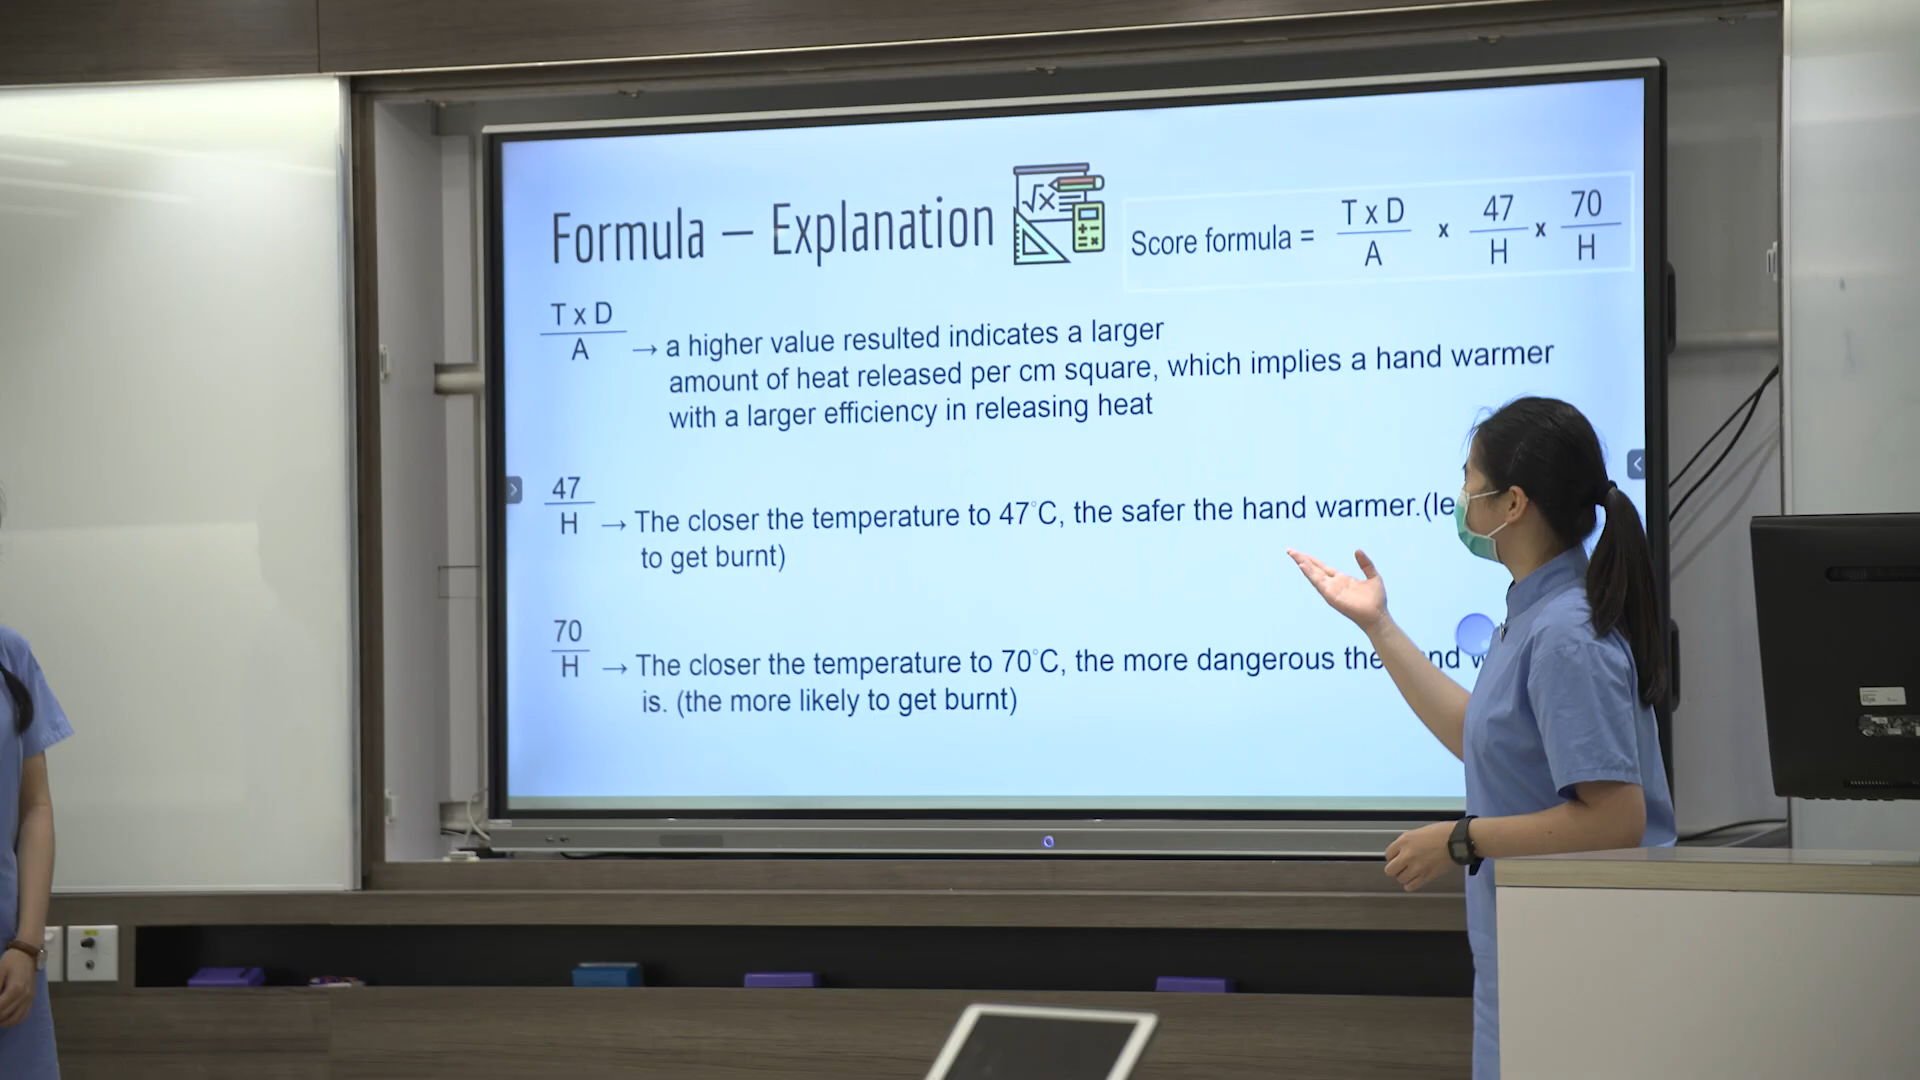 Formula – Explanation
√x
Score formula = T x D / A x 47 / H x 70 / H
T x D / A → a higher value resulted indicates a larger
amount of heat released per cm square, which implies a hand warmer
with a larger efficiency in releasing heat
47 / H → The closer the temperature to 47°C, the safer the hand warmer.(le
to get burnt)
70 / H → The closer the temperature to 70°C, the more dangerous the nd w
is. (the more likely to get burnt)